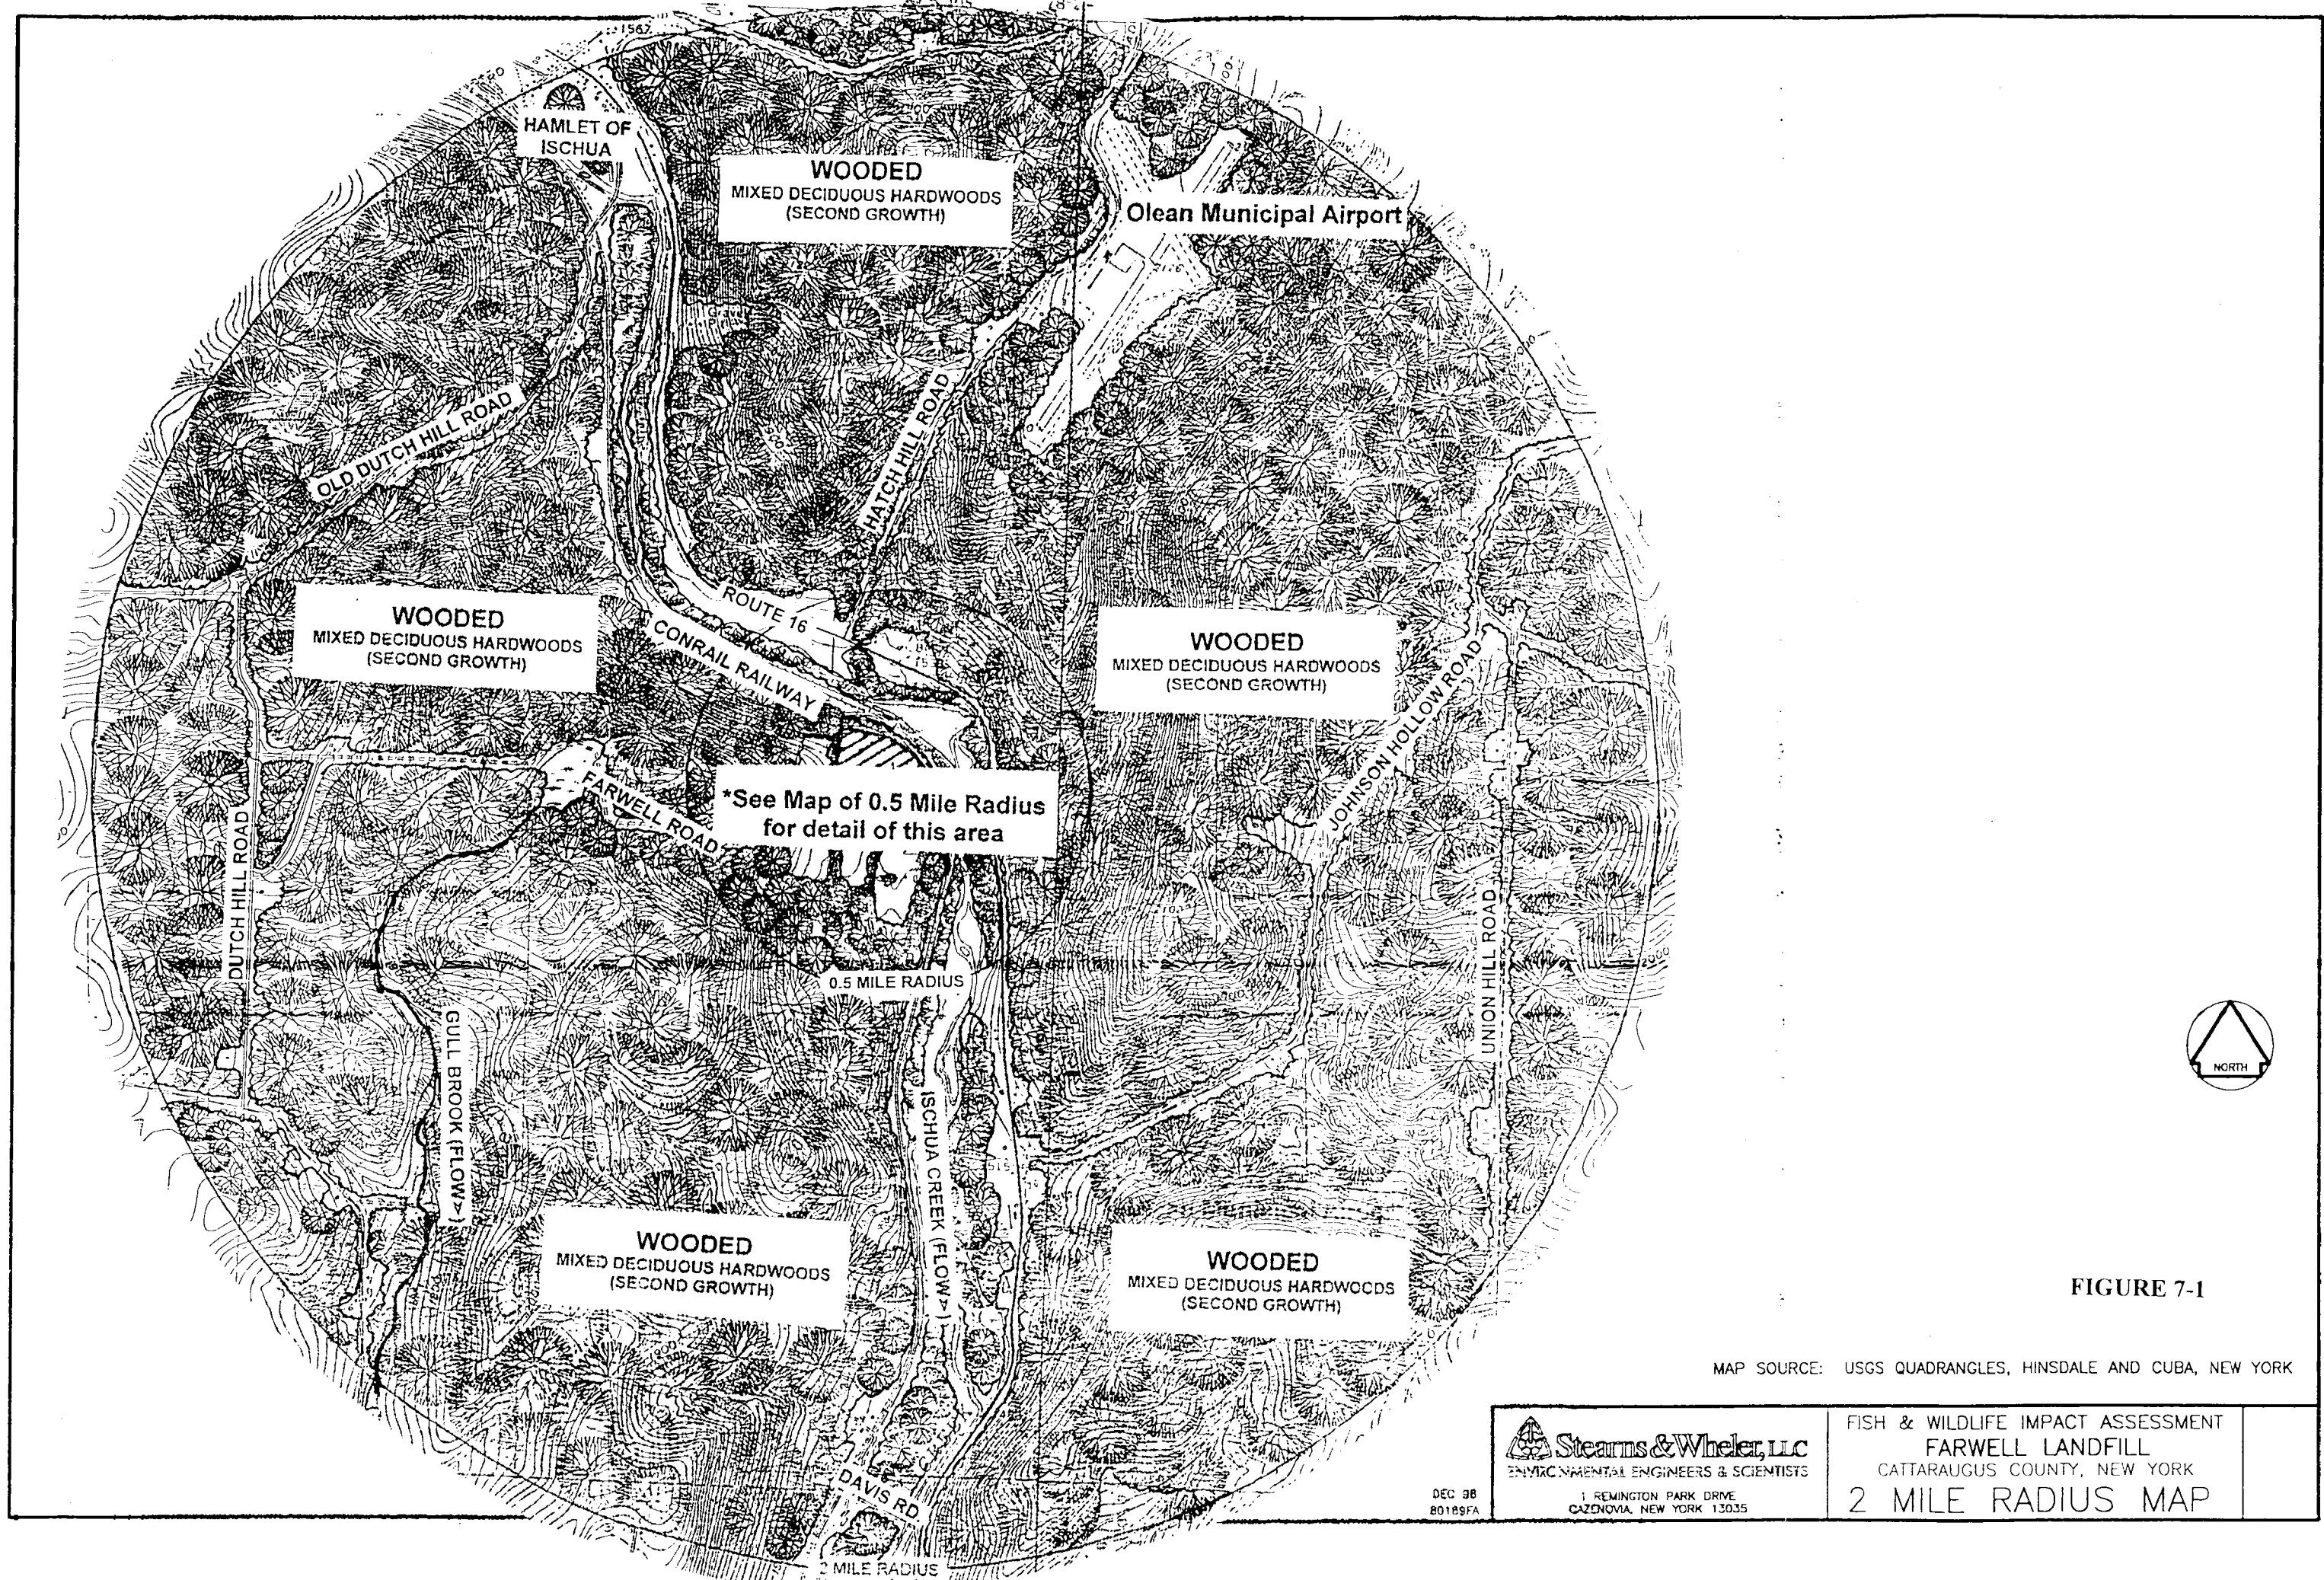 1567
HAMLET OF
ISCHUA
WOODED
MIXED DECIDUOUS HARDWOODS
(SECOND GROWTH)
Olean Municipal Airport
Gravel
OLD DUTCH HILL ROAD
HATCH HILL ROAD
WOODED
MIXED DECIDUOUS HARDWOODS
(SECOND GROWTH)
ROUTE 16
CONRAIL RAILWAY
WOODED
MIXED DECIDUOUS HARDWOODS
(SECOND GROWTH)
JOHNSON HOLLOW ROAD
FARWELL ROAD
*See Map of 0.5 Mile Radius
for detail of this area
DUTCH HILL ROAD
UNION HILL ROAD
0.5 MILE RADIUS
GULL BROOK (FLOW>)
ISCHUA CREEK (FLOW>)
NORTH
WOODED
MIXED DECIDUOUS HARDWOODS
(SECOND GROWTH)
WOODED
MIXED DECIDUOUS HARDWOODS
(SECOND GROWTH)
DAVIS RD
2 MILE RADIUS
FIGURE 7-1
MAP SOURCE: USGS QUADRANGLES, HINSDALE AND CUBA, NEW YORK
Stearns & Wheler, LLC
ENVIRONMENTAL ENGINEERS & SCIENTISTS
1 REMINGTON PARK DRIVE
CAZENOVIA, NEW YORK 13035
DEC 98
80189FA
FISH & WILDLIFE IMPACT ASSESSMENT
FARWELL LANDFILL
CATTARAUGUS COUNTY, NEW YORK
2 MILE RADIUS MAP